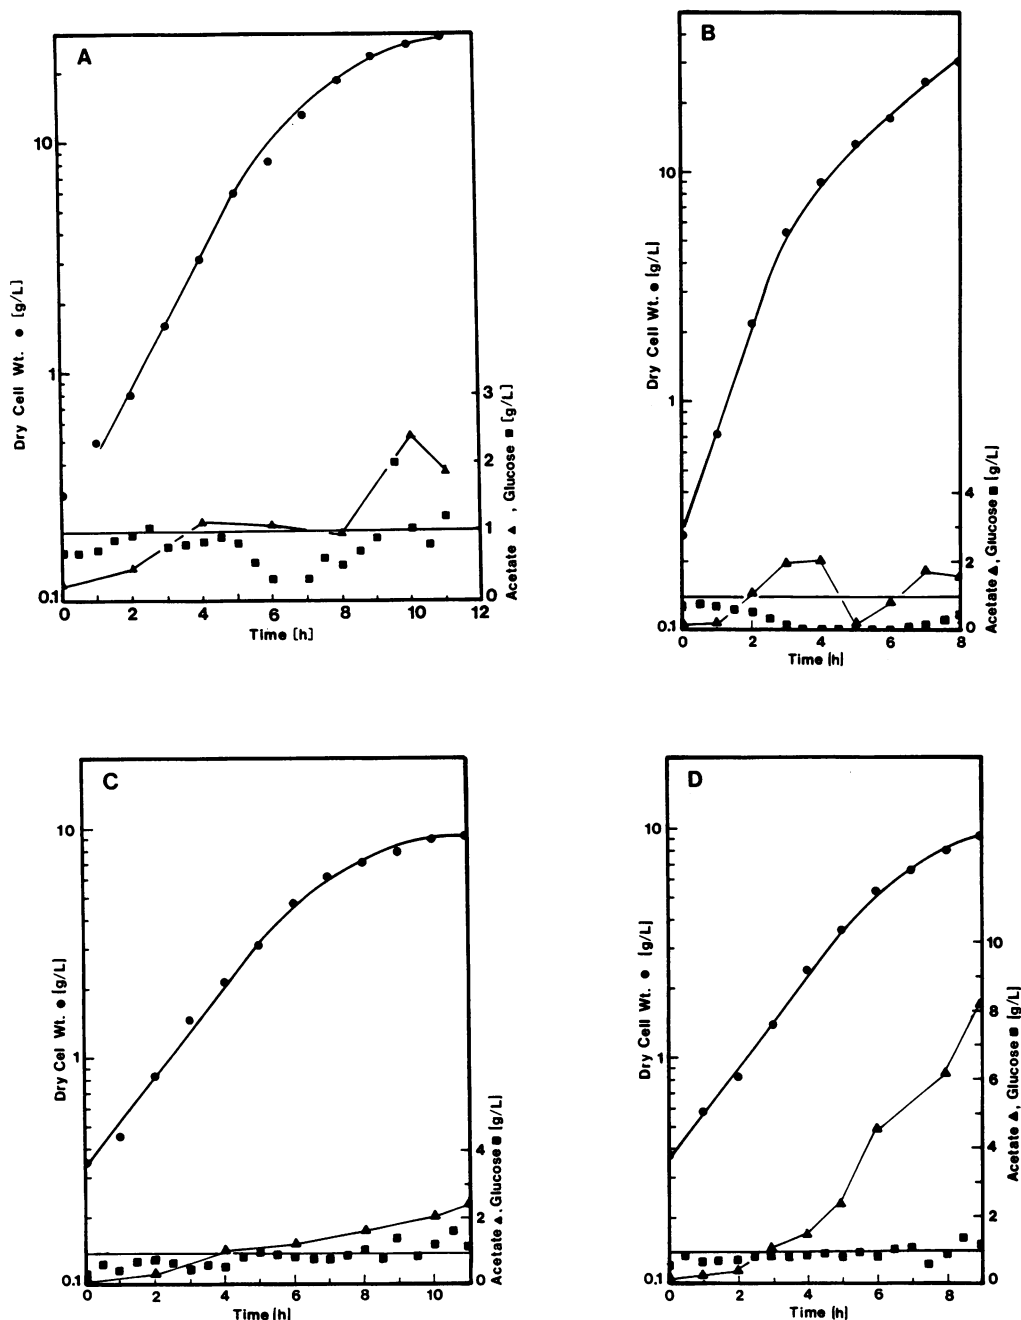 A
10
1
0.1
Dry Cell Wt. ● [g/L]
3
2
1
0
Acetate ▲, Glucose ■ [g/L]
0 2 4 6 8 10 12
Time [h]
B
10
1
0.1
Dry Cell Wt. ● [g/L]
4
2
0
Acetate ▲, Glucose ■ [g/L]
0 2 4 6 8
Time [h]
C
10
1
0.1
Dry Cel Wt. ● [g/L]
4
2
0
Acetate ▲, Glucose ■ [g/L]
0 2 4 6 8 10
Time [h]
D
10
1
0.1
Dry Cell Wt. ● [g/L]
10
8
6
4
2
0
Acetate ▲, Glucose ■ [g/L]
0 2 4 6 8
Time [h]